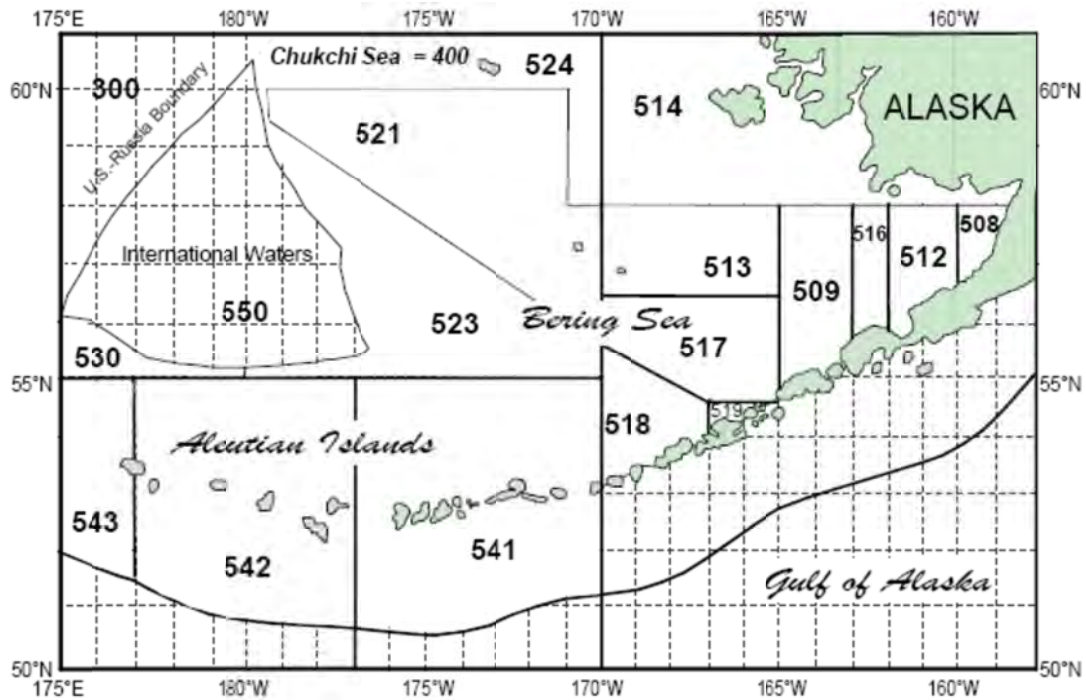 175°E 180°W 175°W 170°W 165°W 160°W
Chukchi Sea = 400
524
300
60°N
60°N
514
ALASKA
521
U.S.-Russia Boundary
International Waters
513
509
516
512
508
550
523
Bering Sea
517
530
55°N
55°N
519
518
Aleutian Islands
543
542
541
Gulf of Alaska
50°N
50°N
175°E 180°W 175°W 170°W 165°W 160°W